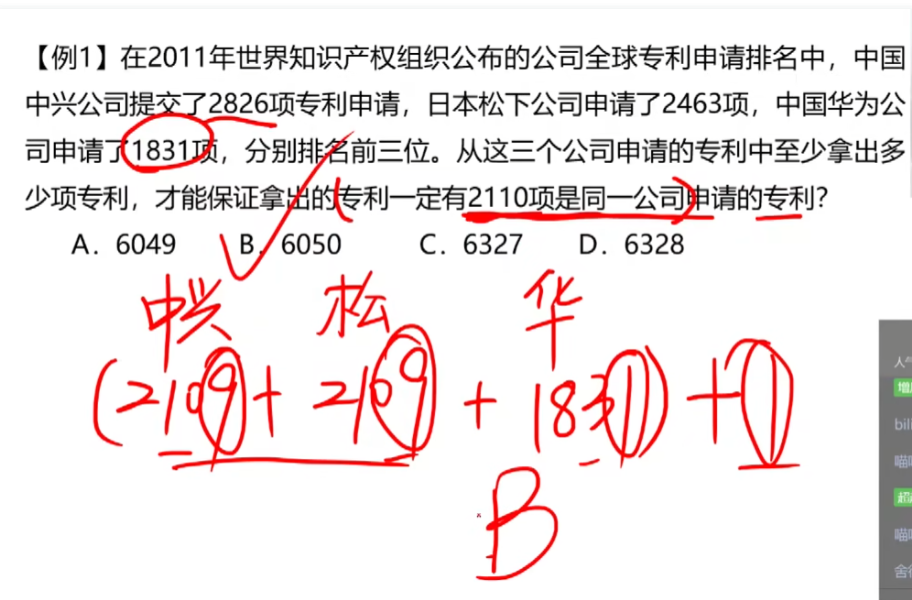 【例1】在2011年世界知识产权组织公布的公司全球专利申请排名中，中国
中兴公司提交了2826项专利申请，日本松下公司申请了2463项，中国华为公
司申请了1831项，分别排名前三位。从这三个公司申请的专利中至少拿出多
少项专利，才能保证拿出的专利一定有2110项是同一公司申请的专利？
A．6049 B．6050 C．6327 D．6328
中兴 松 华
(2109+2109+1831)+1
B
人气
增
bili
喵
超
喵
舍得